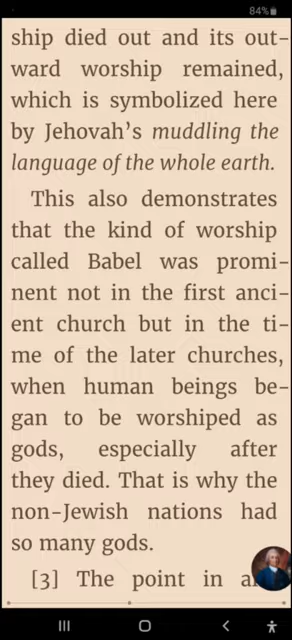 84%
ship died out and its out-
ward worship remained,
which is symbolized here
by Jehovah's muddling the
language of the whole earth.
This also demonstrates
that the kind of worship
called Babel was promi-
nent not in the first anci-
ent church but in the ti-
me of the later churches,
when human beings be-
gan to be worshiped as
gods, especially after
they died. That is why the
non-Jewish nations had
so many gods.
[3] The point in